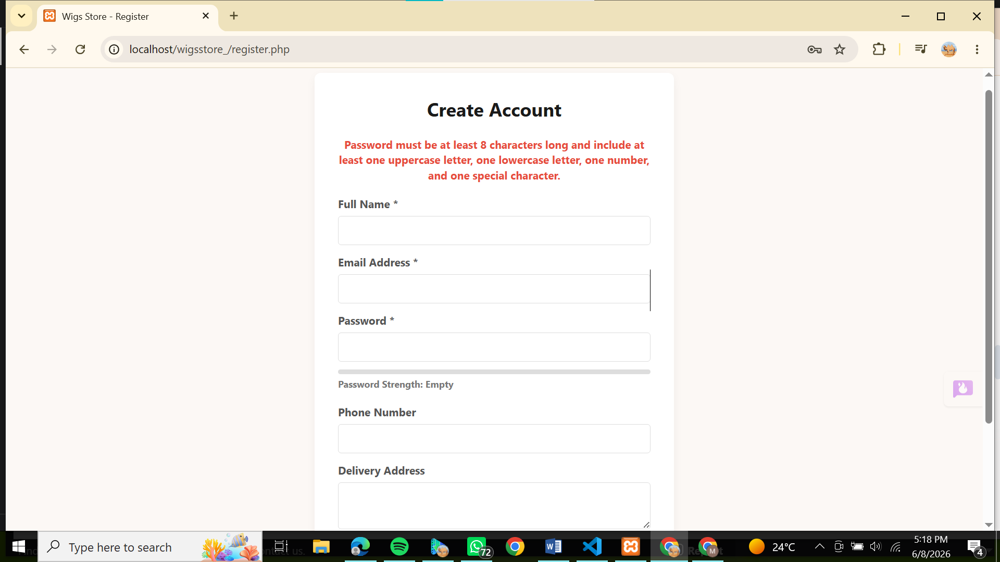 Wigs Store - Register
localhost/wigsstore_/register.php
Create Account
Password must be at least 8 characters long and include at
least one uppercase letter, one lowercase letter, one number,
and one special character.
Full Name *
Email Address *
Password *
Password Strength: Empty
Phone Number
Delivery Address
Type here to search
72
W
M
24°C
5:18 PM
6/8/2026
4